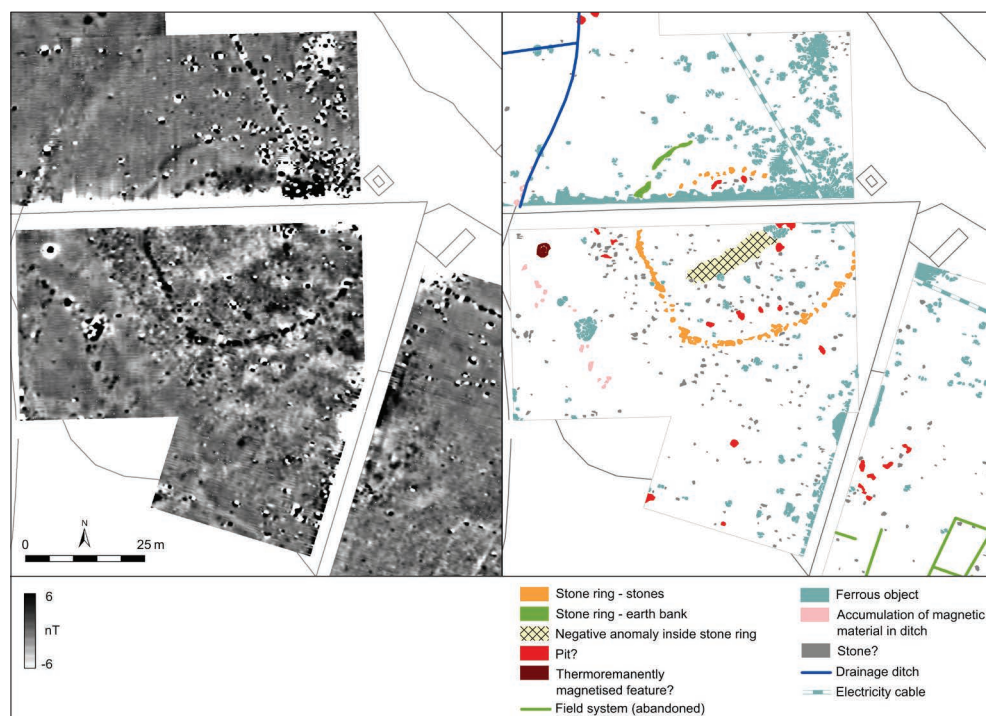 N
0 25 m
6
nT
-6
Stone ring - stones
Stone ring - earth bank
Negative anomaly inside stone ring
Pit?
Thermoremanently
magnetised feature?
Field system (abandoned)
Ferrous object
Accumulation of magnetic
material in ditch
Stone?
Drainage ditch
Electricity cable